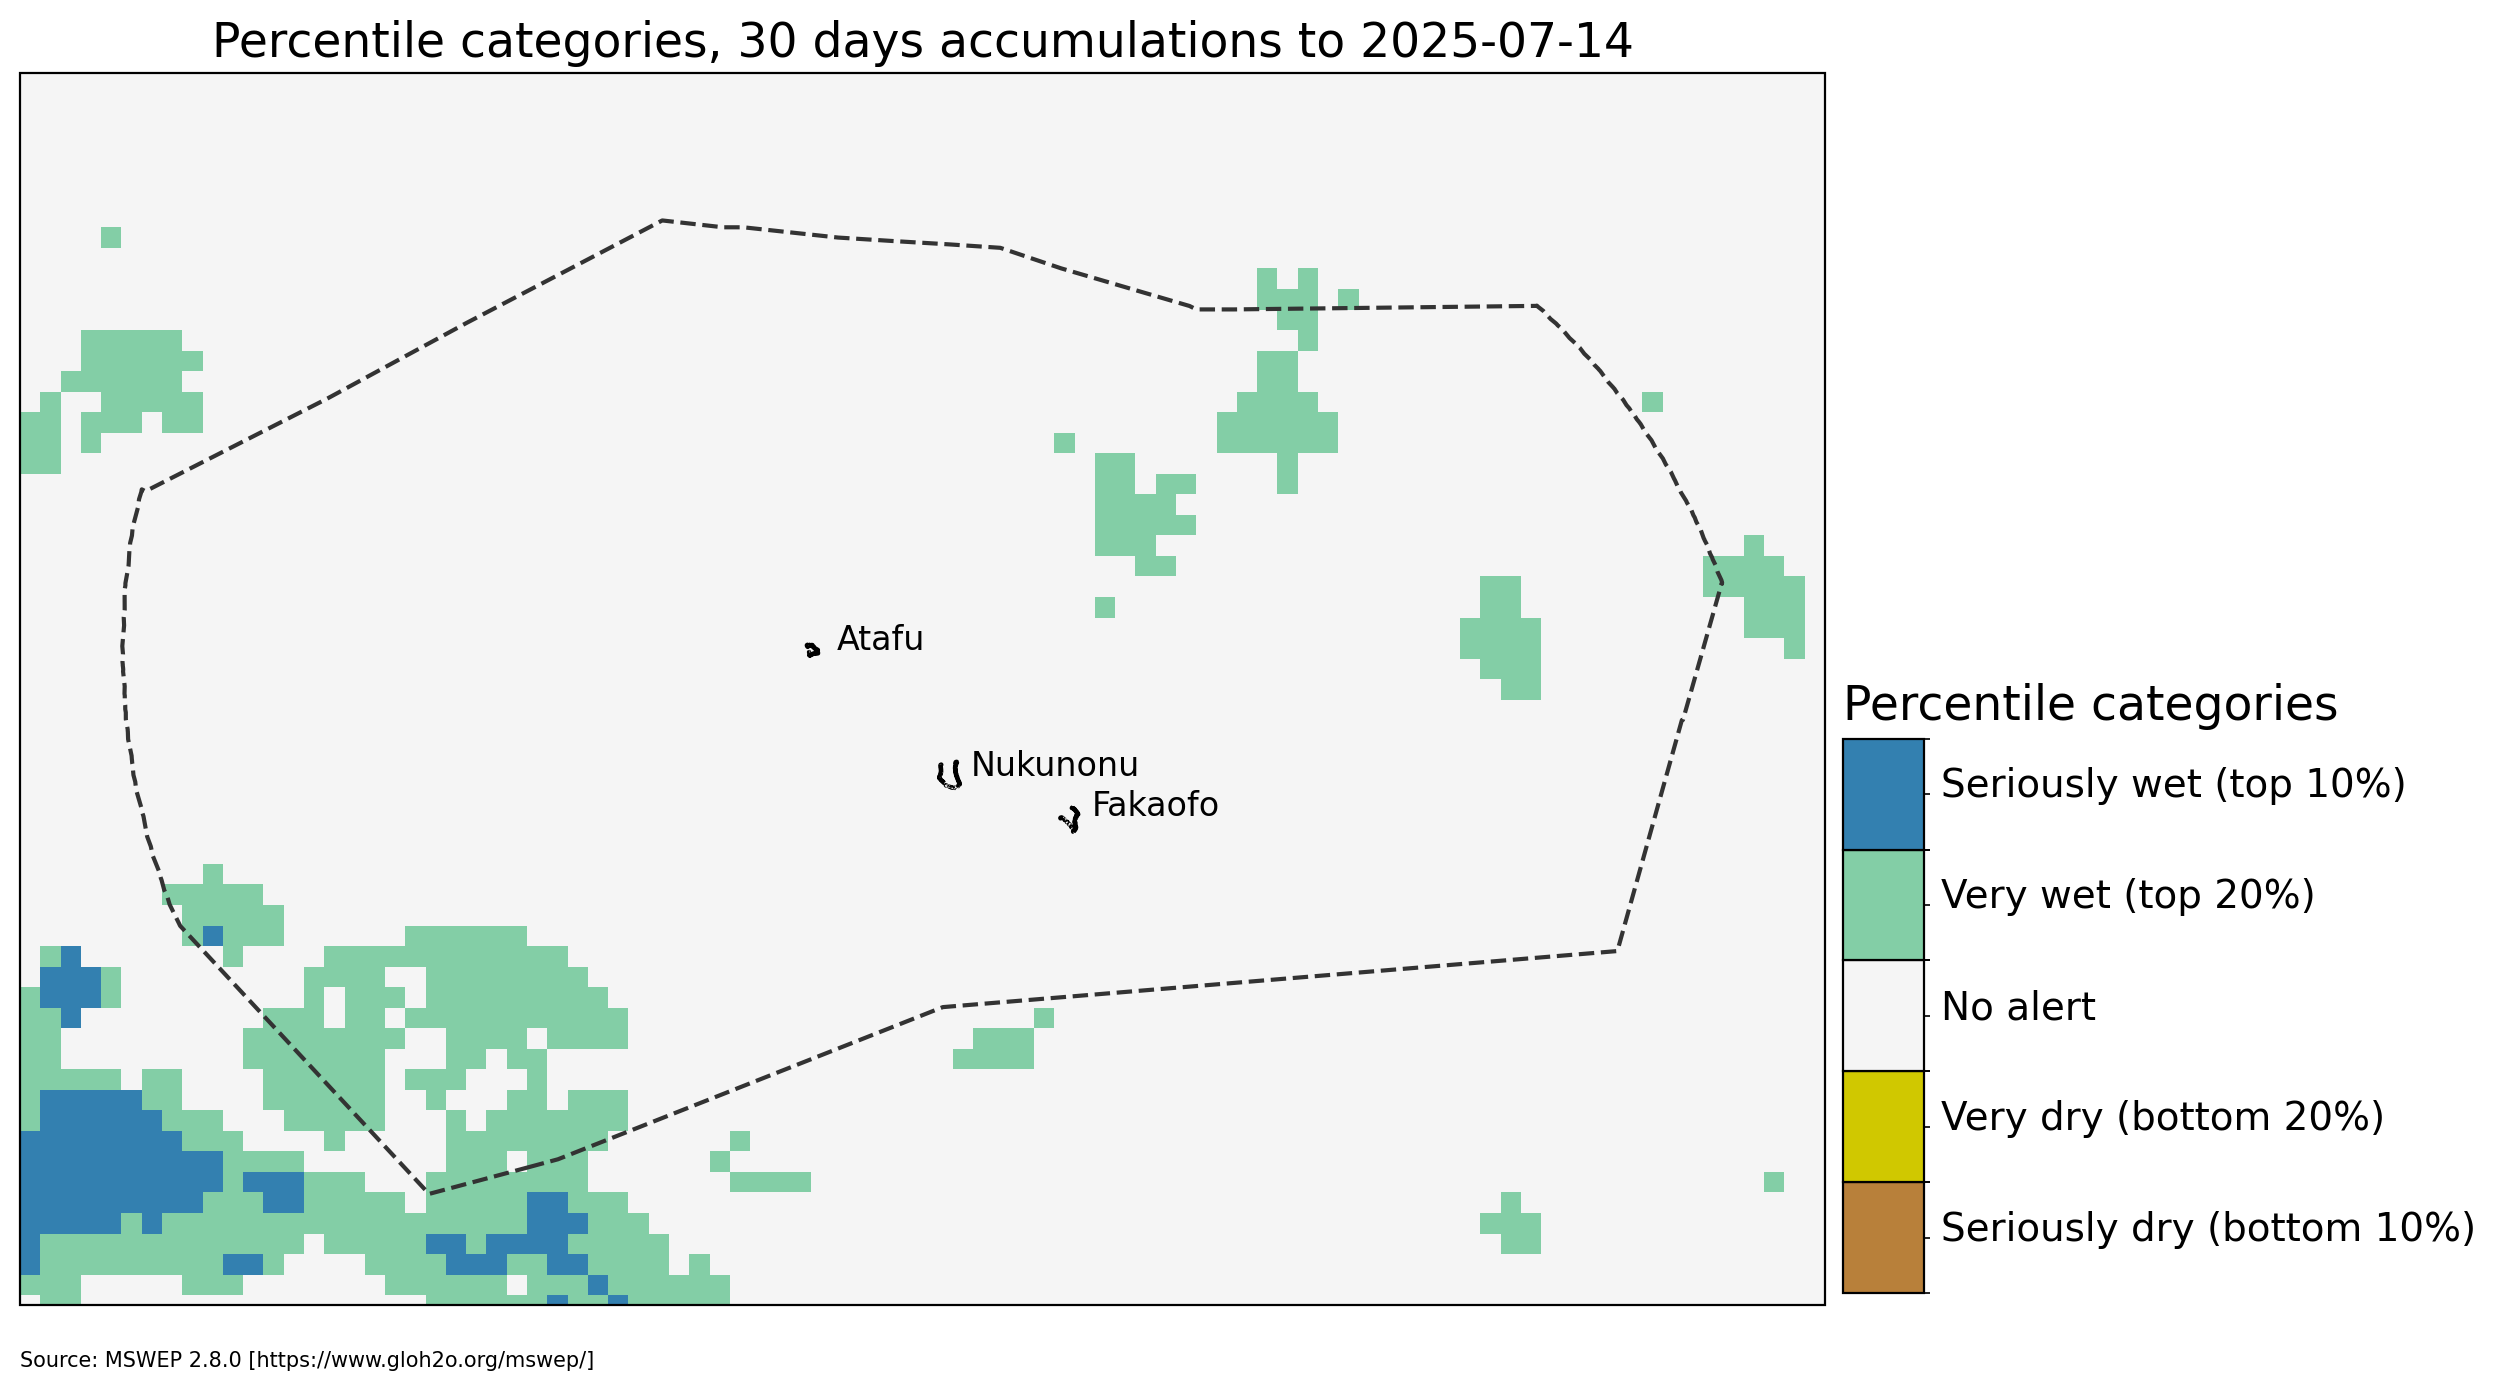 Percentile categories, 30 days accumulations to 2025-07-14
Atafu
Nukunonu
Fakaofo
Percentile categories
Seriously wet (top 10%)
Very wet (top 20%)
No alert
Very dry (bottom 20%)
Seriously dry (bottom 10%)
Source: MSWEP 2.8.0 [https://www.gloh2o.org/mswep/]